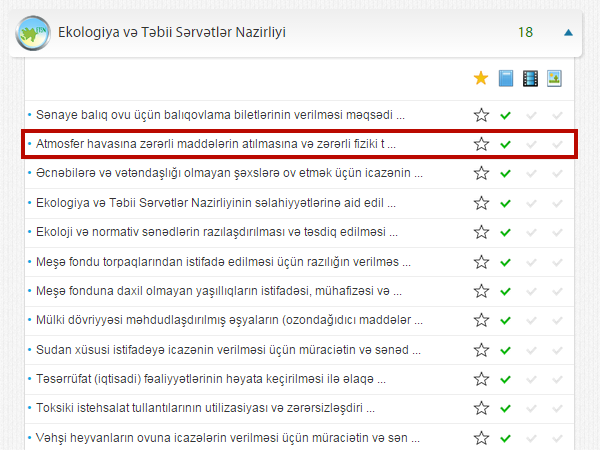 Ekologiya və Təbii Sərvətlər Nazirliyi 18
Sənaye balıq ovu üçün balıqovlama biletlərinin verilməsi məqsədi ...
Atmosfer havasına zərərli maddələrin atılmasına və zərərli fiziki t ...
Əcnəbilərə və vətəndaşlığı olmayan şəxslərə ov etmək üçün icazənin ...
Ekologiya və Təbii Sərvətlər Nazirliyinin səlahiyyətlərinə aid edil ...
Ekoloji və normativ sənədlərin razılaşdırılması və təsdiq edilməsi ...
Meşə fondu torpaqlarından istifadə edilməsi üçün razılığın verilməs ...
Meşə fonduna daxil olmayan yaşıllıqların istifadəsi, mühafizəsi və ...
Mülki dövriyyəsi məhdudlaşdırılmış əşyaların (ozondağıdıcı maddələr ...
Sudan xüsusi istifadəyə icazənin verilməsi üçün müraciətin və sənəd ...
Təsərrüfat (iqtisadi) fəaliyyətlərinin həyata keçirilməsi ilə əlaqə ...
Toksiki istehsalat tullantılarının utilizasiyası və zərərsizləşdiri ...
Vəhşi heyvanların ovuna icazələrin verilməsi üçün müraciətin və sən ...